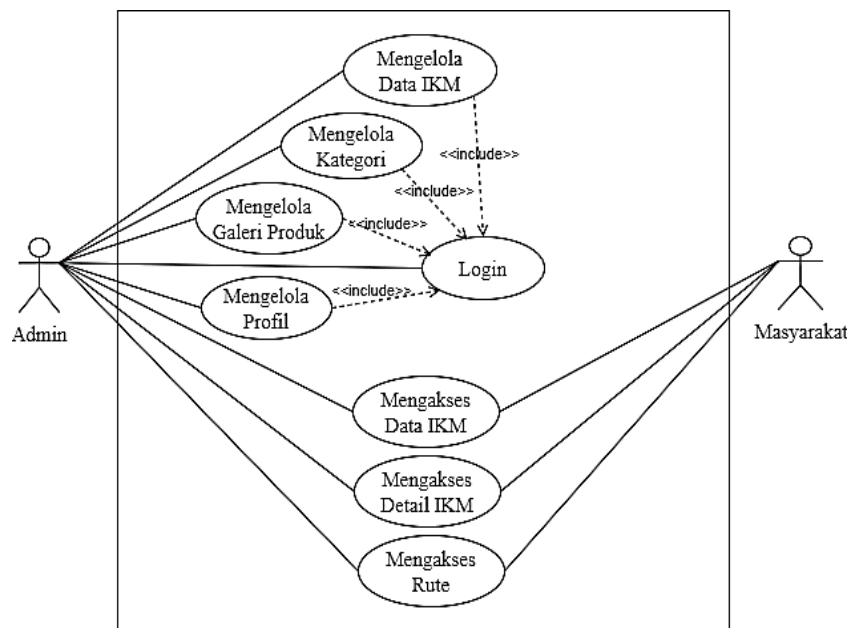 Mengelola
Data IKM
Mengelola
Kategori
<<include>>
<<include>>
Mengelola
Galeri Produk
<<include>>
Login
Mengelola
Profil
<<include>>
Admin
Masyarakat
Mengakses
Data IKM
Mengakses
Detail IKM
Mengakses
Rute